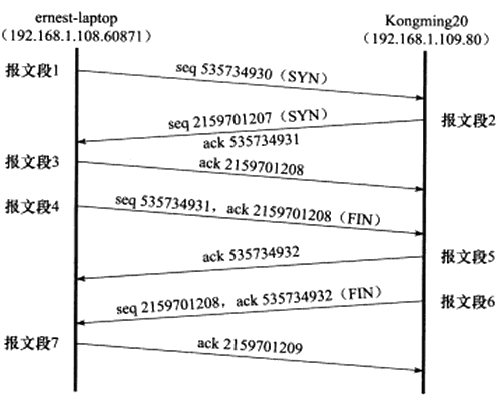 ernest-laptop
(192.168.1.108.60871)
Kongming20
(192.168.1.109.80)
报文段1
seq 535734930（SYN）
seq 2159701207（SYN）
报文段2
ack 535734931
报文段3
ack 2159701208
报文段4
seq 535734931，ack 2159701208（FIN）
ack 535734932
报文段5
seq 2159701208，ack 535734932（FIN）
报文段6
报文段7
ack 2159701209